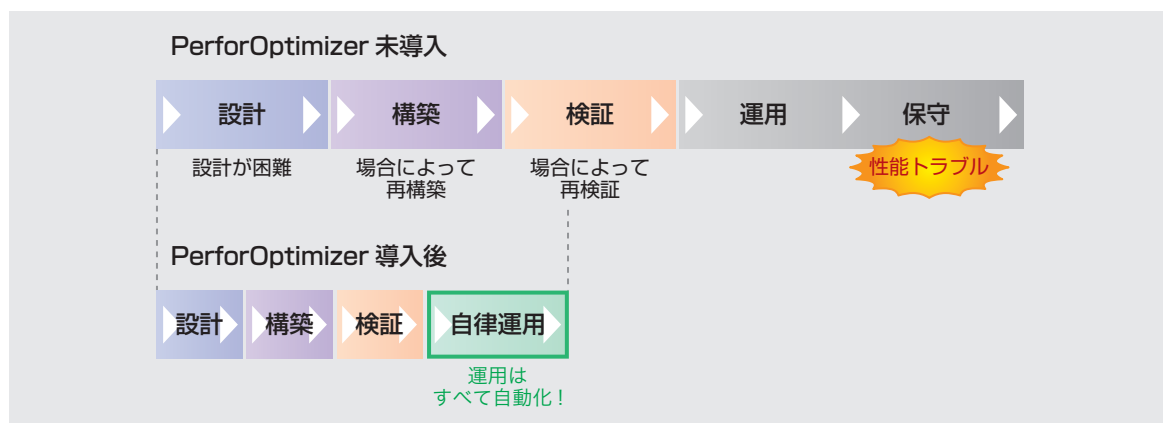 PerforOptimizer 未導入
設計
構築
検証
運用
保守
設計が困難
場合によって
再構築
場合によって
再検証
性能トラブル
PerforOptimizer 導入後
設計
構築
検証
自律運用
運用は
すべて自動化!